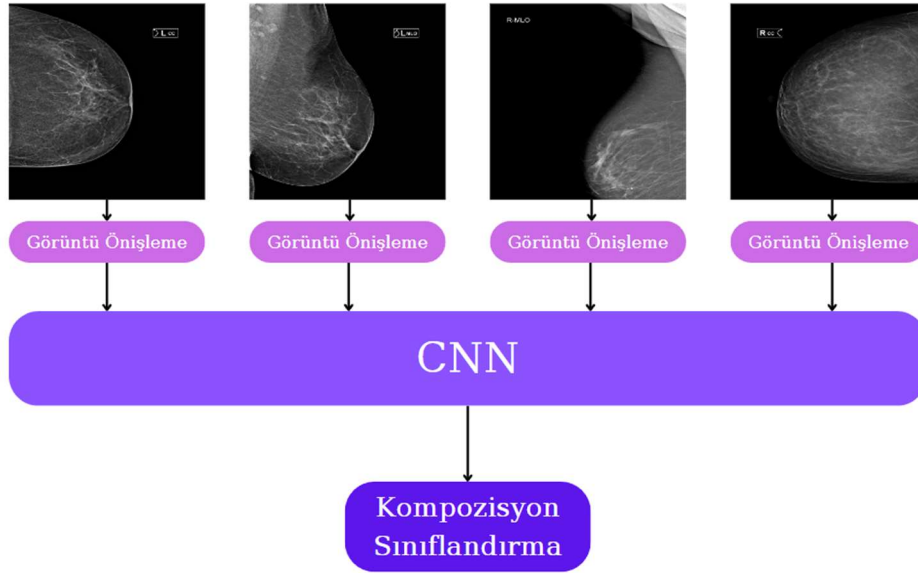 L CC
L MLO
R-MLO
R CC
Görüntü Önişleme
Görüntü Önişleme
Görüntü Önişleme
Görüntü Önişleme
CNN
Kompozisyon
Sınıflandırma